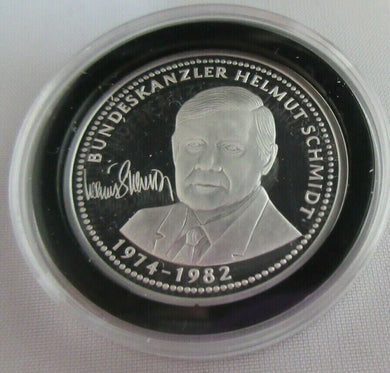 BUNDESKANZLER HELMUT SCHMIDT
1974-1982